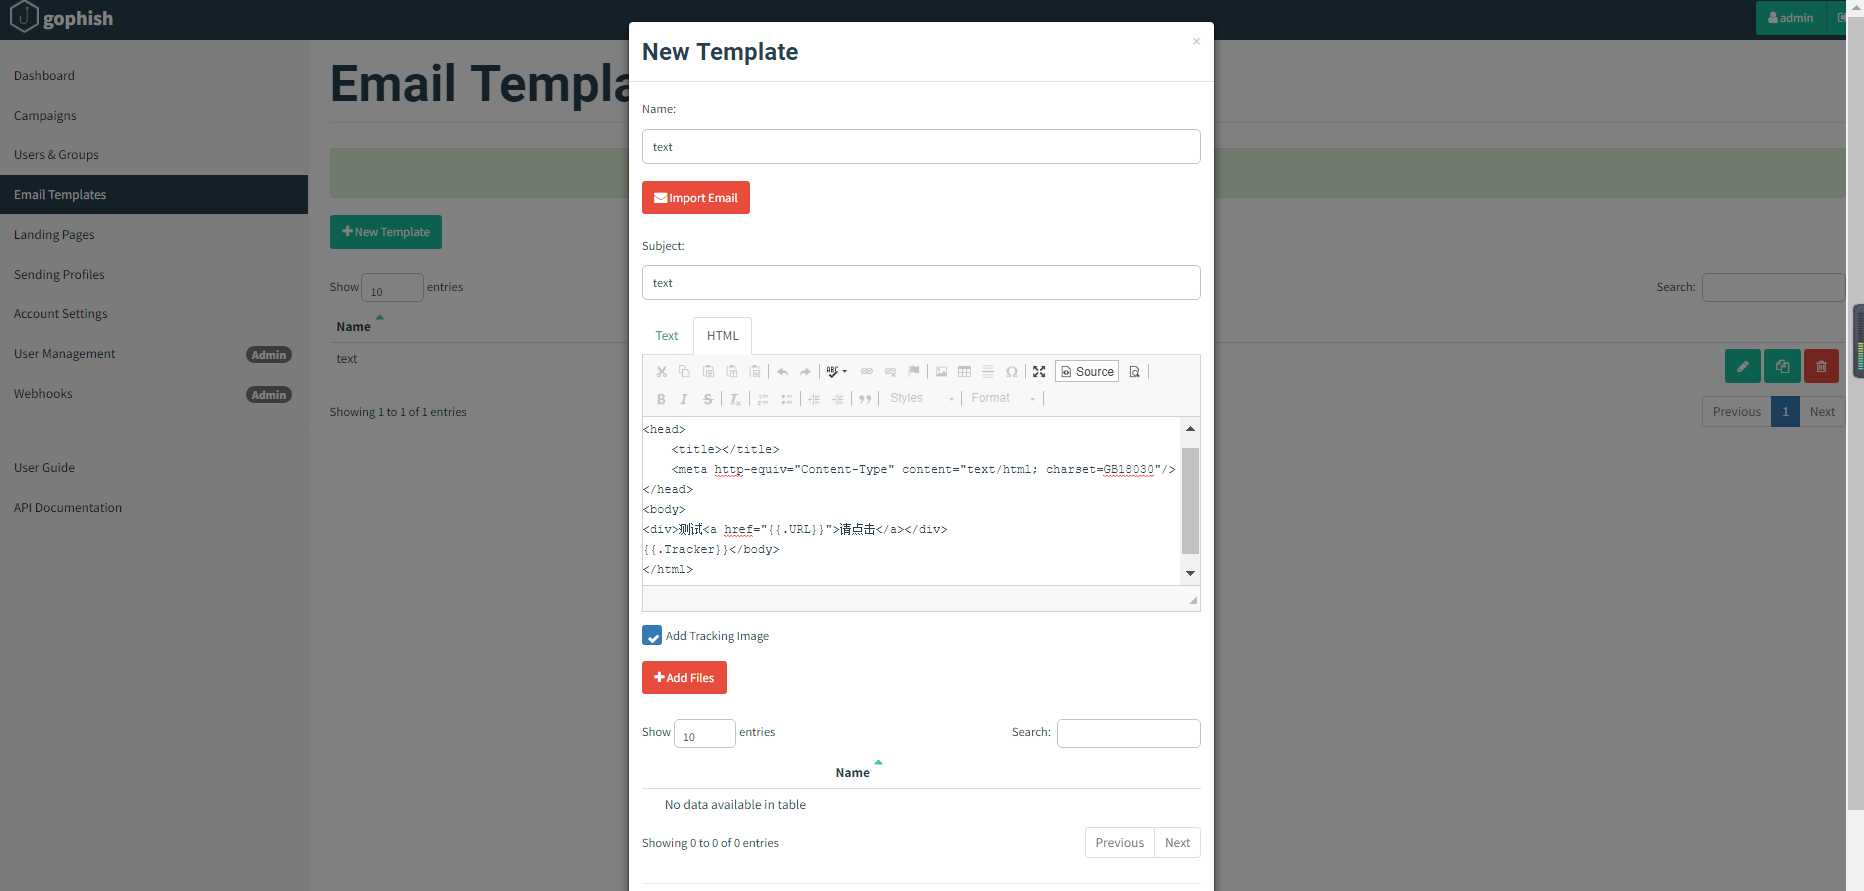 gophish
admin
Dashboard
Campaigns
Users & Groups
Email Templates
Landing Pages
Sending Profiles
Account Settings
User Management Admin
Webhooks Admin
User Guide
API Documentation
Email Templa
New Template
Show 10 entries
Search:
Name
text
Showing 1 to 1 of 1 entries
Previous 1 Next
New Template
×
Name:
text
Import Email
Subject:
text
Text HTML
ABC Source
B I S Tx Styles Format
<head>
<title></title>
<meta http-equiv="Content-Type" content="text/html; charset=GB18030"/>
</head>
<body>
<div>测试<a href="{{.URL}}">请点击</a></div>
{{.Tracker}}</body>
</html>
Add Tracking Image
Add Files
Show 10 entries
Search:
Name
No data available in table
Showing 0 to 0 of 0 entries
Previous Next